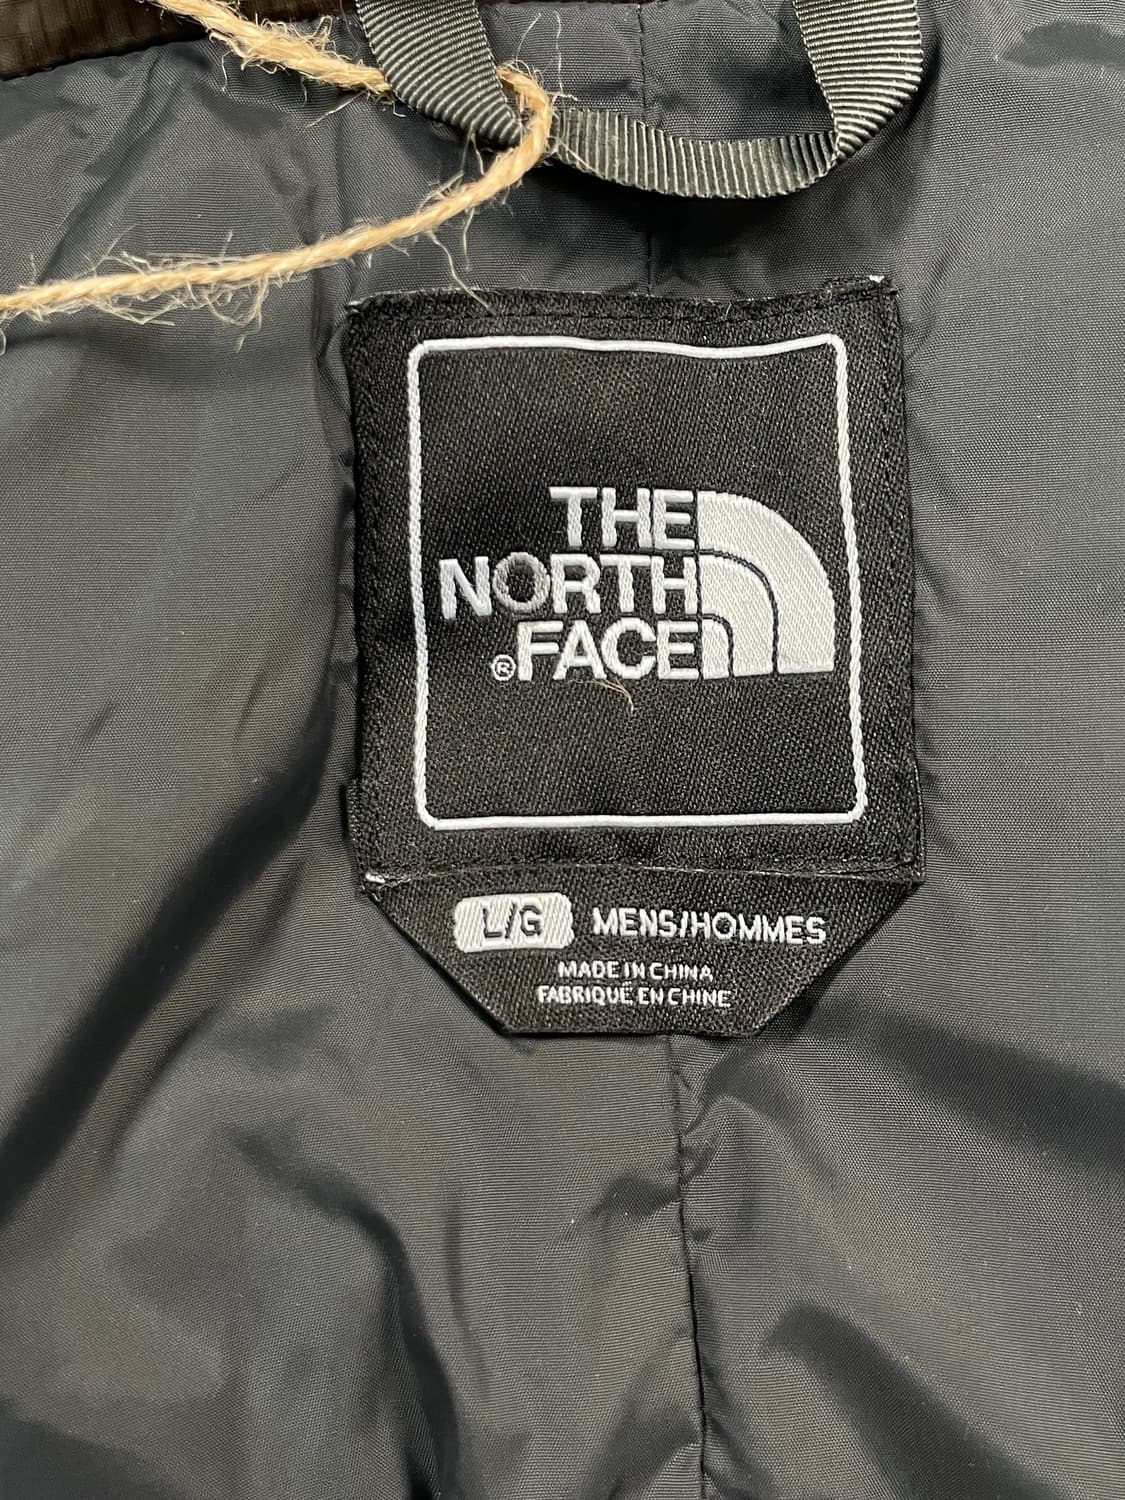 THE
NORTH
®FACE
L/G MENS/HOMMES
MADE IN CHINA
FABRIQUÉ EN CHINE